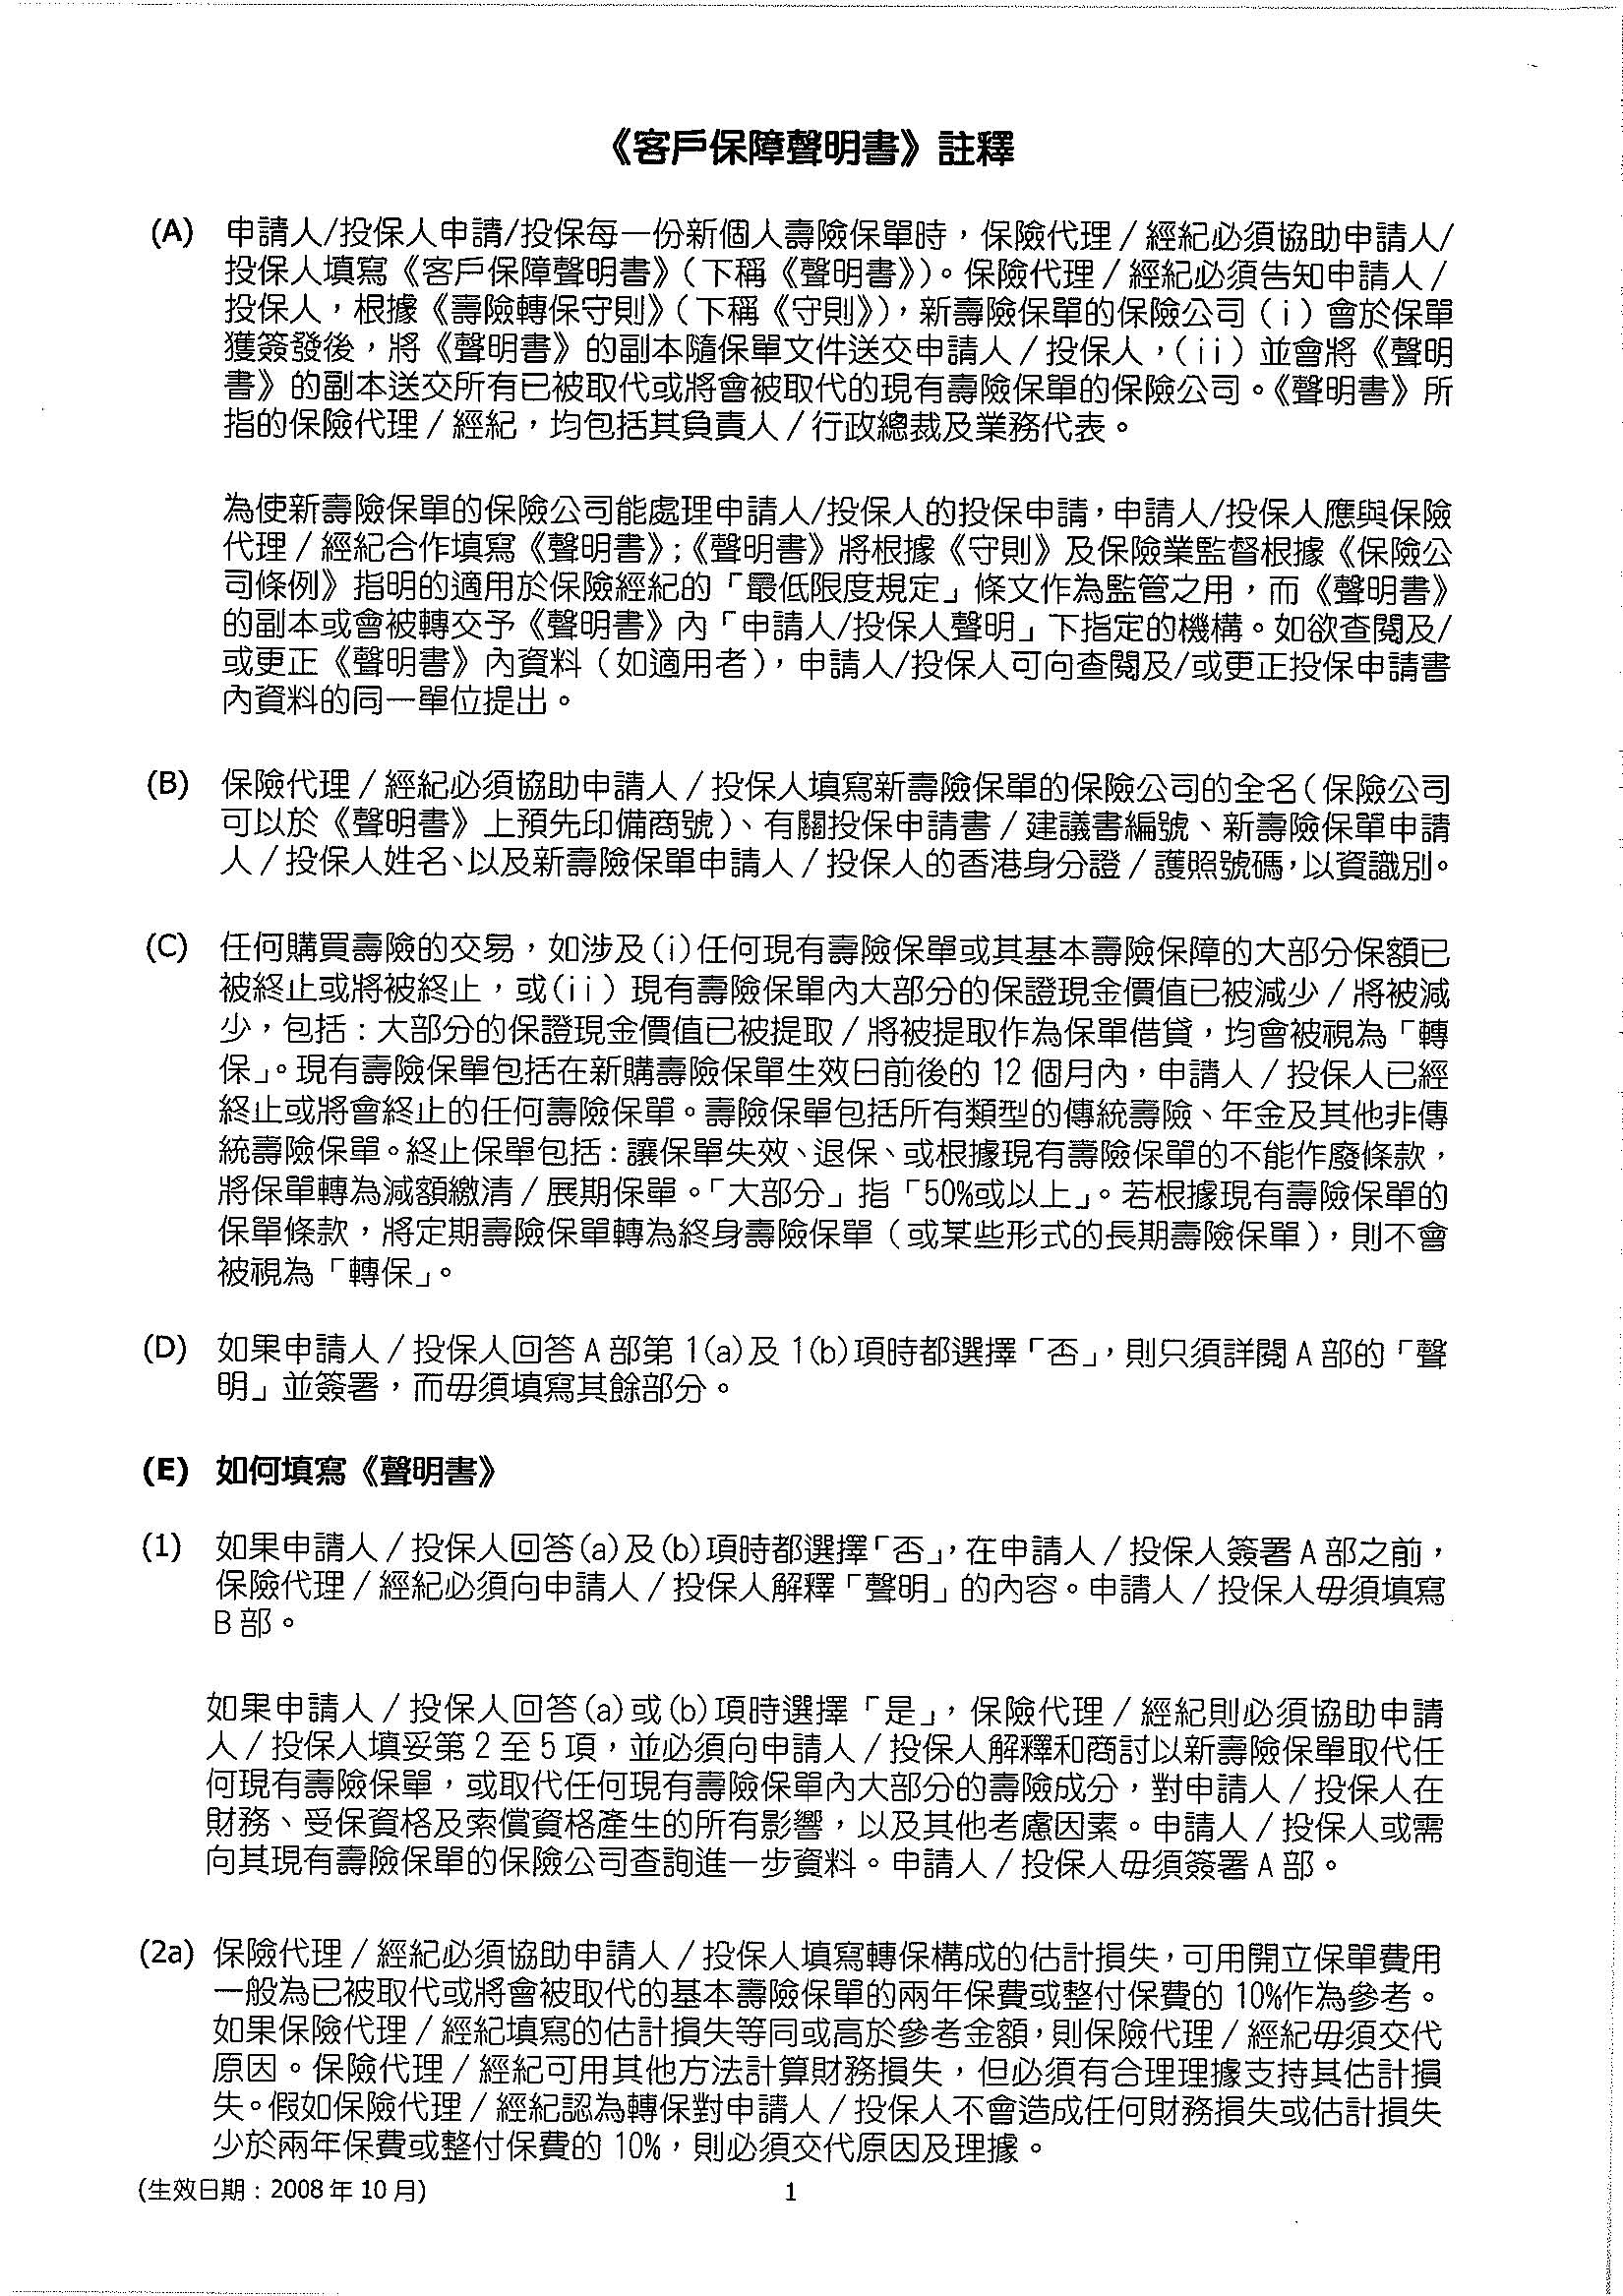 《客戶保障聲明書》註釋
(A) 申請人/投保人申請/投保每一份新個人壽險保單時，保險代理／經紀必須協助申請人/
投保人填寫《客戶保障聲明書》（下稱《聲明書》）。保險代理／經紀必須告知申請人／
投保人，根據《壽險轉保守則》（下稱《守則》），新壽險保單的保險公司（i）會於保單
獲簽發後，將《聲明書》的副本隨保單文件送交申請人／投保人，（ii）並會將《聲明
書》的副本送交所有已被取代或將會被取代的現有壽險保單的保險公司。《聲明書》所
指的保險代理／經紀，均包括其負責人／行政總裁及業務代表。
為使新壽險保單的保險公司能處理申請人/投保人的投保申請，申請人/投保人應與保險
代理／經紀合作填寫《聲明書》；《聲明書》將根據《守則》及保險業監督根據《保險公
司條例》指明的適用於保險經紀的「最低限度規定」條文作為監管之用，而《聲明書》
的副本或會被轉交予《聲明書》內「申請人/投保人聲明」下指定的機構。如欲查閱及/
或更正《聲明書》內資料（如適用者），申請人/投保人可向查閱及/或更正投保申請書
內資料的同一單位提出。
(B) 保險代理／經紀必須協助申請人／投保人填寫新壽險保單的保險公司的全名（保險公司
可以於《聲明書》上預先印備商號）、有關投保申請書／建議書編號、新壽險保單申請
人／投保人姓名、以及新壽險保單申請人／投保人的香港身分證／護照號碼，以資識別。
(C) 任何購買壽險的交易，如涉及(i)任何現有壽險保單或其基本壽險保障的大部分保額已
被終止或將被終止，或(ii）現有壽險保單內大部分的保證現金價值已被減少／將被減
少，包括：大部分的保證現金價值已被提取／將被提取作為保單借貸，均會被視為「轉
保」。現有壽險保單包括在新購壽險保單生效日前後的 12 個月內，申請人／投保人已經
終止或將會終止的任何壽險保單。壽險保單包括所有類型的傳統壽險、年金及其他非傳
統壽險保單。終止保單包括：讓保單失效、退保、或根據現有壽險保單的不能作廢條款，
將保單轉為減額繳清／展期保單。「大部分」指「50%或以上」。若根據現有壽險保單的
保單條款，將定期壽險保單轉為終身壽險保單（或某些形式的長期壽險保單），則不會
被視為「轉保」。
(D) 如果申請人／投保人回答 A 部第 1(a)及 1(b)項時都選擇「否」，則只須詳閱 A 部的「聲
明」並簽署，而毋須填寫其餘部分。
(E) 如何填寫《聲明書》
(1) 如果申請人／投保人回答(a)及(b)項時都選擇「否」，在申請人／投保人簽署 A 部之前，
保險代理／經紀必須向申請人／投保人解釋「聲明」的內容。申請人／投保人毋須填寫
B 部。
如果申請人／投保人回答(a)或(b)項時選擇「是」，保險代理／經紀則必須協助申請
人／投保人填妥第 2 至 5 項，並必須向申請人／投保人解釋和商討以新壽險保單取代任
何現有壽險保單，或取代任何現有壽險保單內大部分的壽險成分，對申請人／投保人在
財務、受保資格及索償資格產生的所有影響，以及其他考慮因素。申請人／投保人或需
向其現有壽險保單的保險公司查詢進一步資料。申請人／投保人毋須簽署 A 部。
(2a) 保險代理／經紀必須協助申請人／投保人填寫轉保構成的估計損失，可用開立保單費用
一般為已被取代或將會被取代的基本壽險保單的兩年保費或整付保費的 10%作為參考。
如果保險代理／經紀填寫的估計損失等同或高於參考金額，則保險代理／經紀毋須交代
原因。保險代理／經紀可用其他方法計算財務損失，但必須有合理理據支持其估計損
失。假如保險代理／經紀認為轉保對申請人／投保人不會造成任何財務損失或估計損失
少於兩年保費或整付保費的 10%，則必須交代原因及理據。
(生效日期：2008 年 10 月)
1